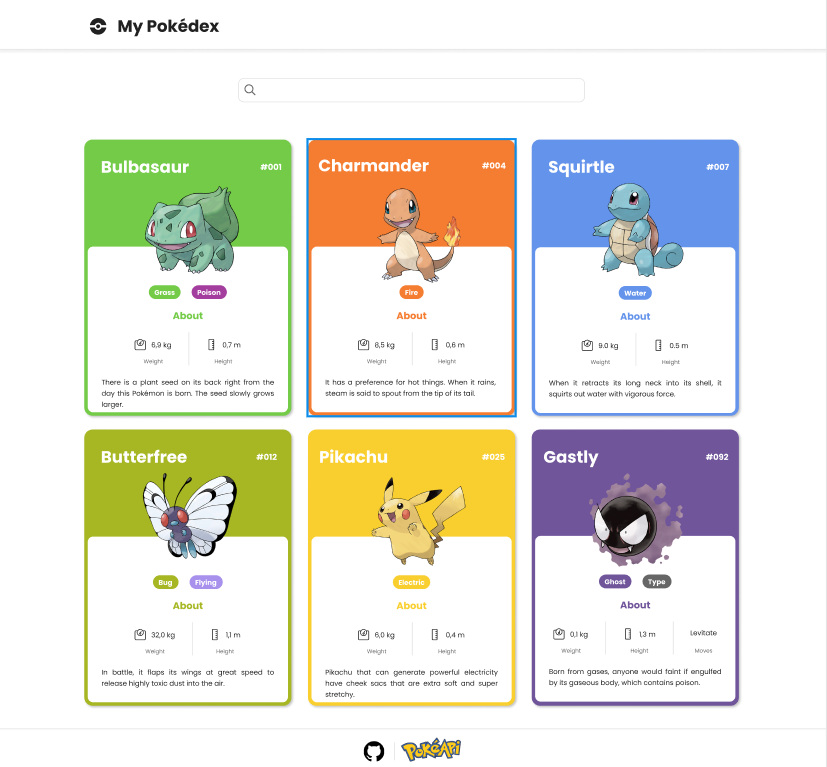 My Pokédex
Bulbasaur #001
Grass Poison
About
6,9 kg 0,7 m
Weight Height
There is a plant seed on its back right from the
day this Pokémon is born. The seed slowly grows
larger.
Charmander #004
Fire
About
8,5 kg 0,6 m
Weight Height
It has a preference for hot things. When it rains,
steam is said to spout from the tip of its tail.
Squirtle #007
Water
About
9.0 kg 0.5 m
Weight Height
When it retracts its long neck into its shell, it
squirts out water with vigorous force.
Butterfree #012
Bug Flying
About
32,0 kg 1,1 m
Weight Height
In battle, it flaps its wings at great speed to
release highly toxic dust into the air.
Pikachu #025
Electric
About
6,0 kg 0,4 m
Weight Height
Pikachu that can generate powerful electricity
have cheek sacs that are extra soft and super
stretchy.
Gastly #092
Ghost Type
About
0,1 kg 1,3 m Levitate
Weight Height Moves
Born from gases, anyone would faint if engulfed
by its gaseous body, which contains poison.
PokéAPI